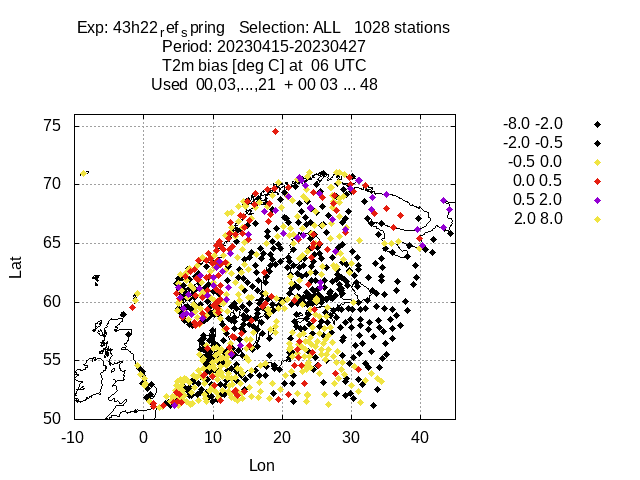 Exp: 43h22refspring   Selection: ALL   1028 stations
Period: 20230415-20230427
T2m bias [deg C] at  06 UTC
Used  00,03,...,21  + 00 03 ... 48
75
70
65
60
55
50
-10 0 10 20 30 40
Lat
Lon
-8.0 -2.0
-2.0 -0.5
-0.5 0.0
0.0 0.5
0.5 2.0
2.0 8.0